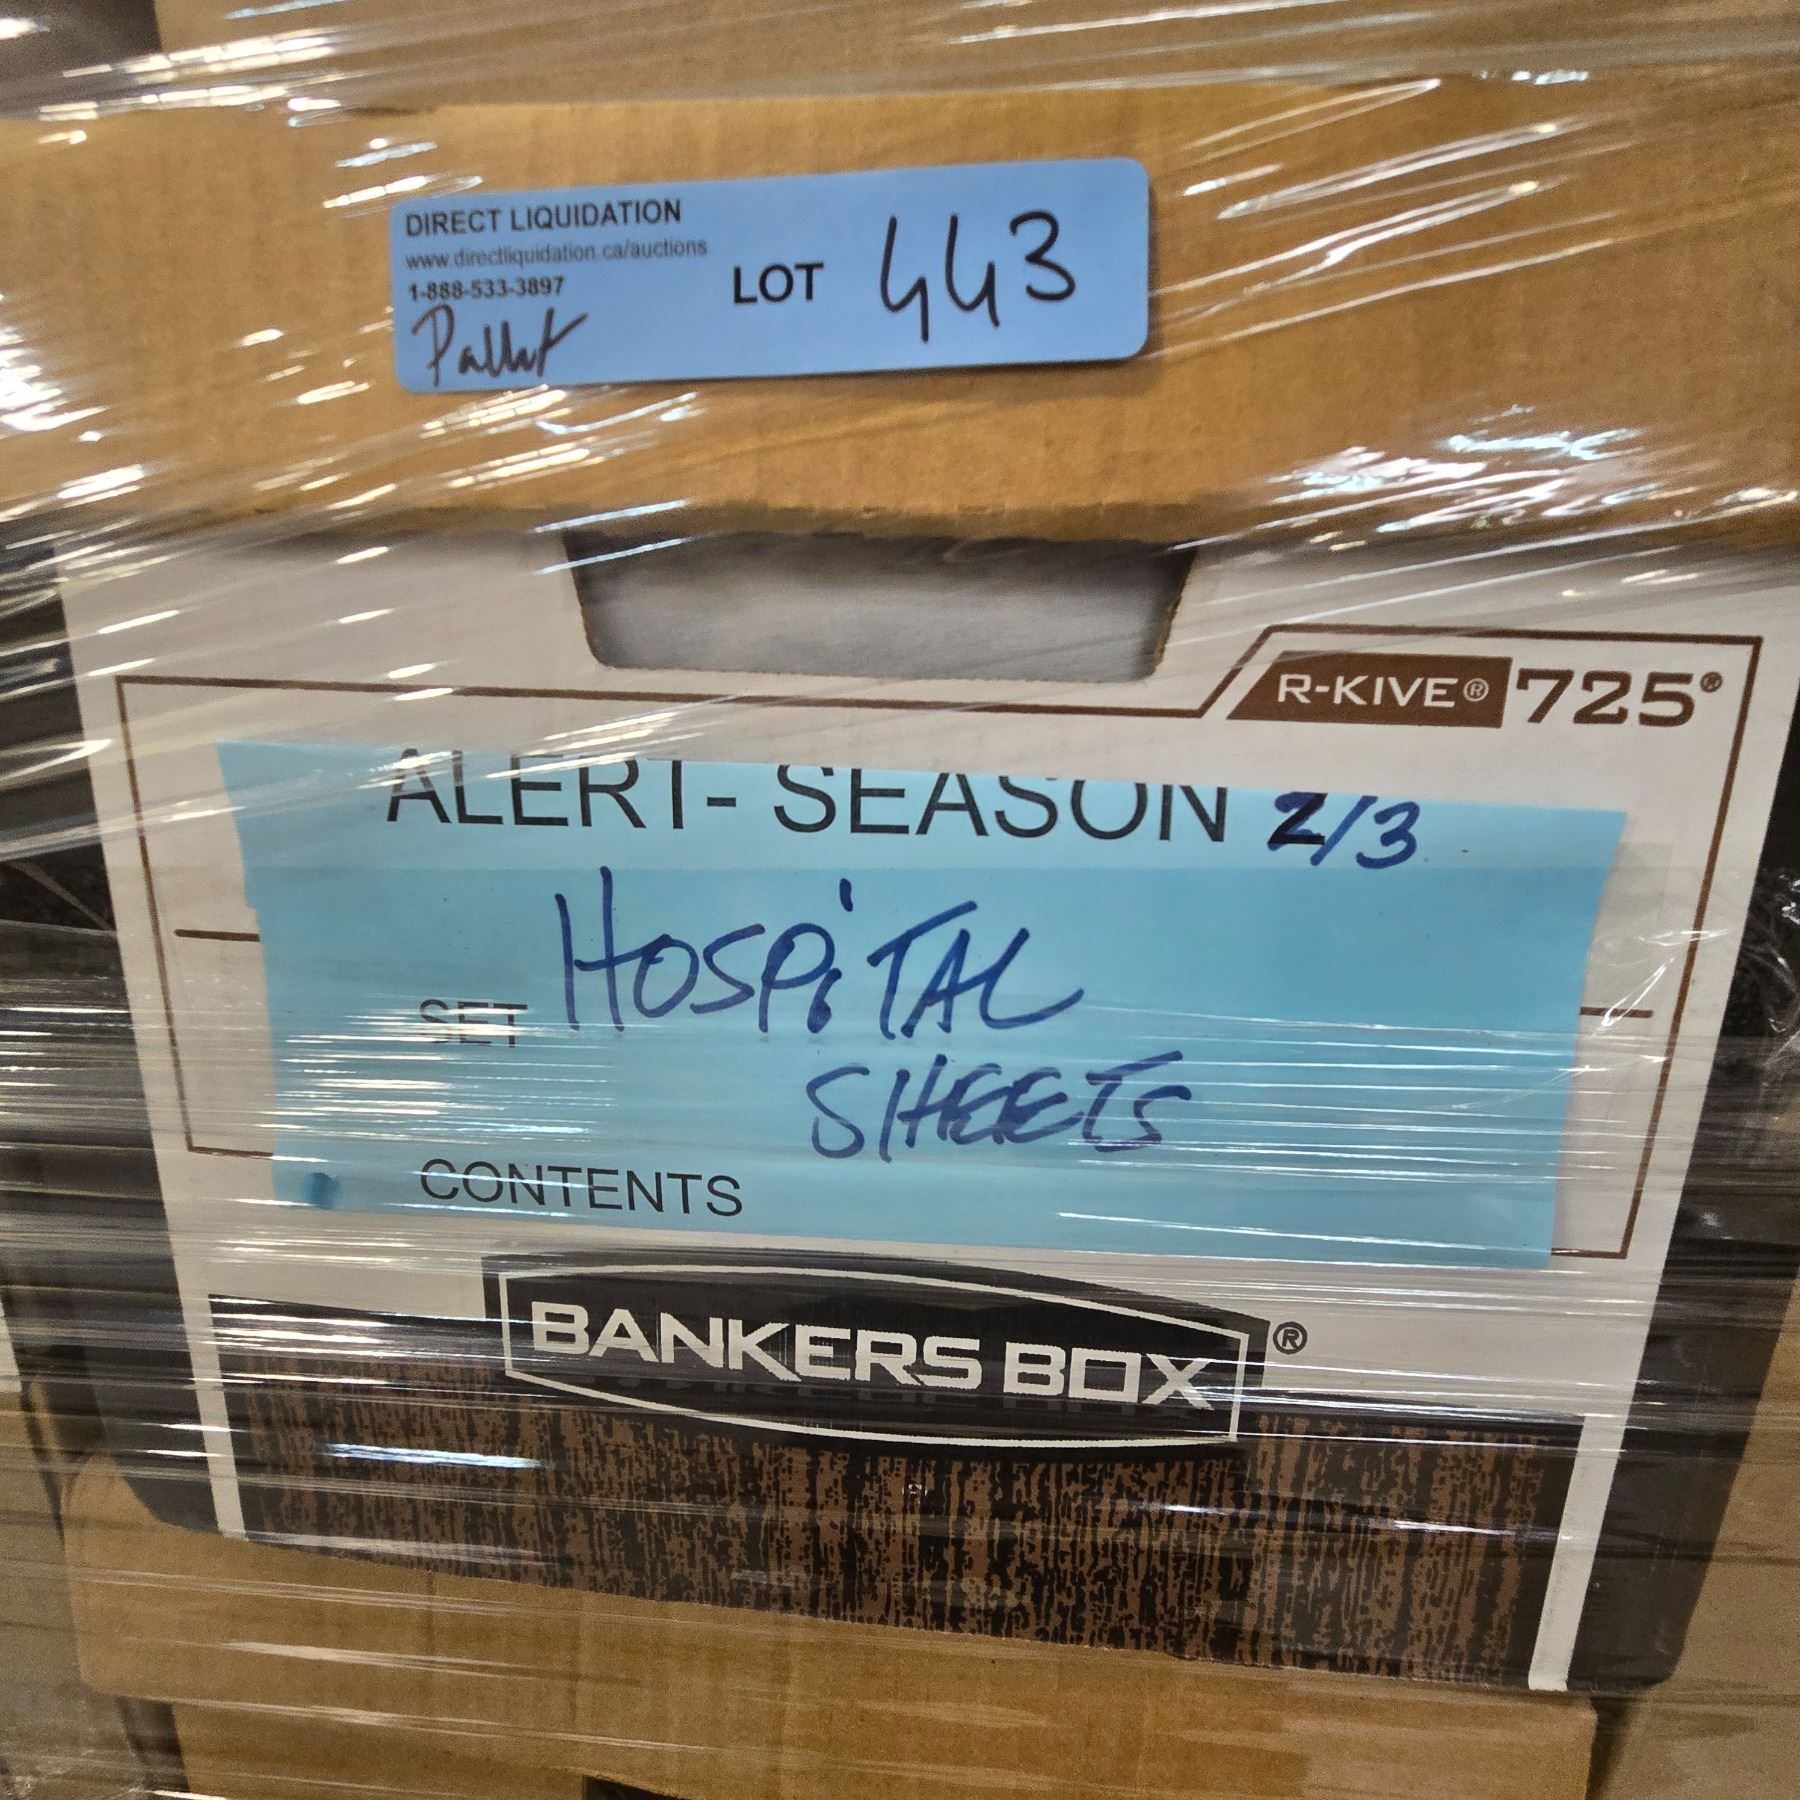 DIRECT LIQUIDATION
www.directliquidation.ca/auctions
1-888-533-3897
Pallet
LOT 443
R-KIVE® 725®
ALERT- SEASON 2/3
HOSPiTAL
SET
SHEETS
CONTENTS
BANKERS BOX®